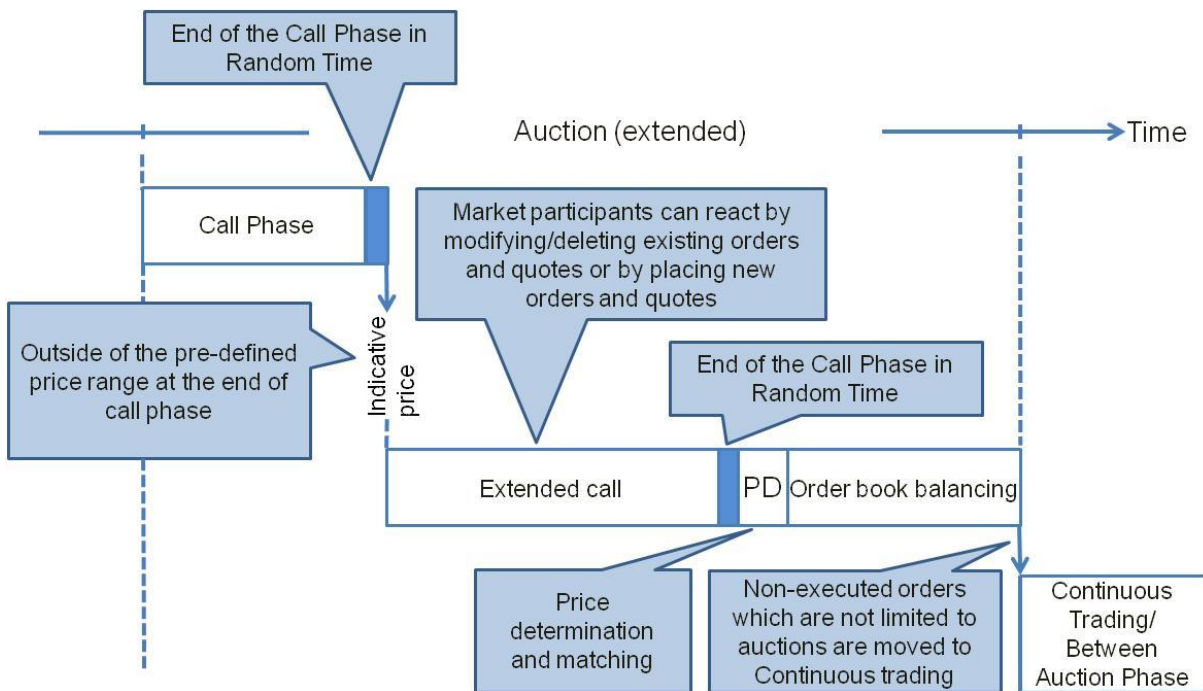 End of the Call Phase in
Random Time
Auction (extended)
Time
Call Phase
Market participants can react by
modifying/deleting existing orders
and quotes or by placing new
orders and quotes
Outside of the pre-defined
price range at the end of
call phase
Indicative
price
End of the Call Phase in
Random Time
Extended call
PD
Order book balancing
Price
determination
and matching
Non-executed orders
which are not limited to
auctions are moved to
Continuous trading
Continuous
Trading/
Between
Auction Phase